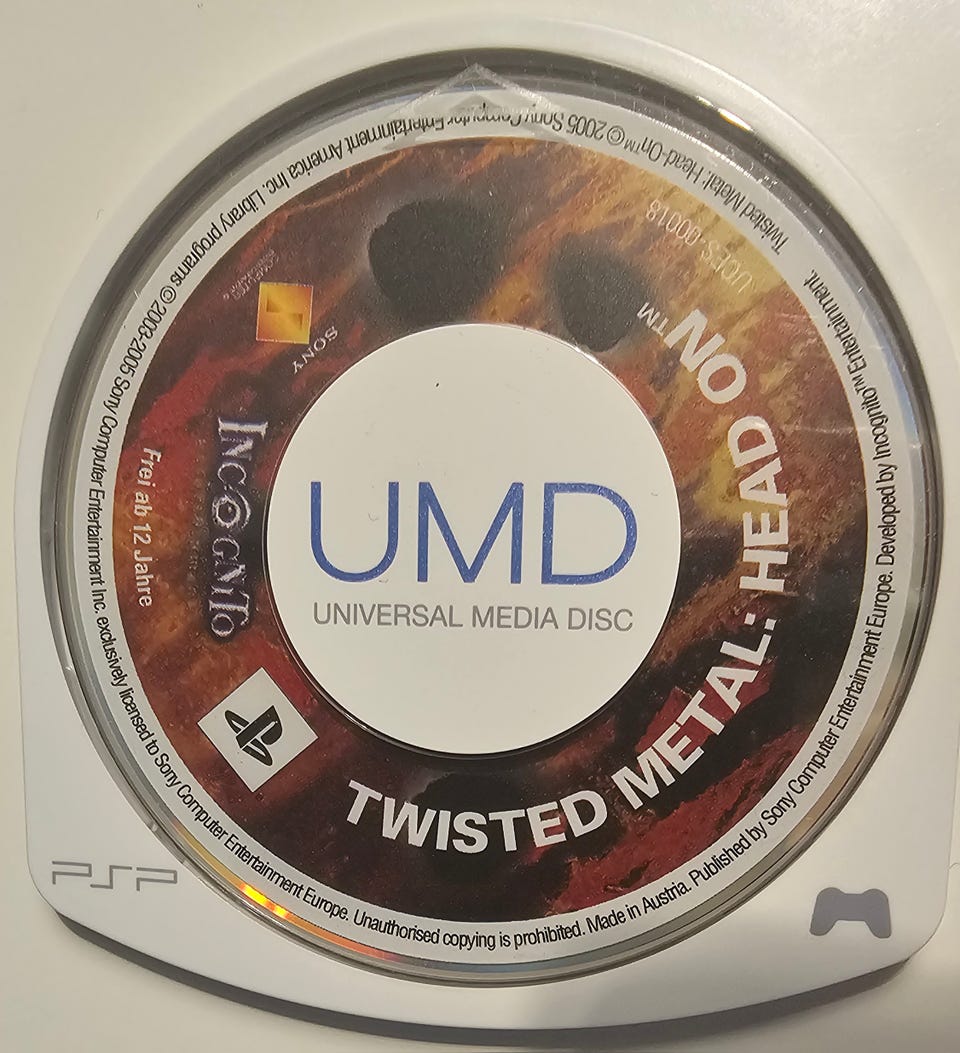 UMD
UNIVERSAL MEDIA DISC
TWISTED METAL: HEAD ON™
UCES-00018
SONY
INCOGNITO
Frei ab 12 Jahre
Twisted Metal: Head-On™ © 2005 Sony Computer Entertainment America Inc. Library programs © 2003-2005 Sony Computer Entertainment Inc. exclusively licensed to Sony Computer Entertainment Europe. Unauthorised copying is prohibited. Made in Austria. Published by Sony Computer Entertainment Europe. Developed by Incognito™ Entertainment.
PSP